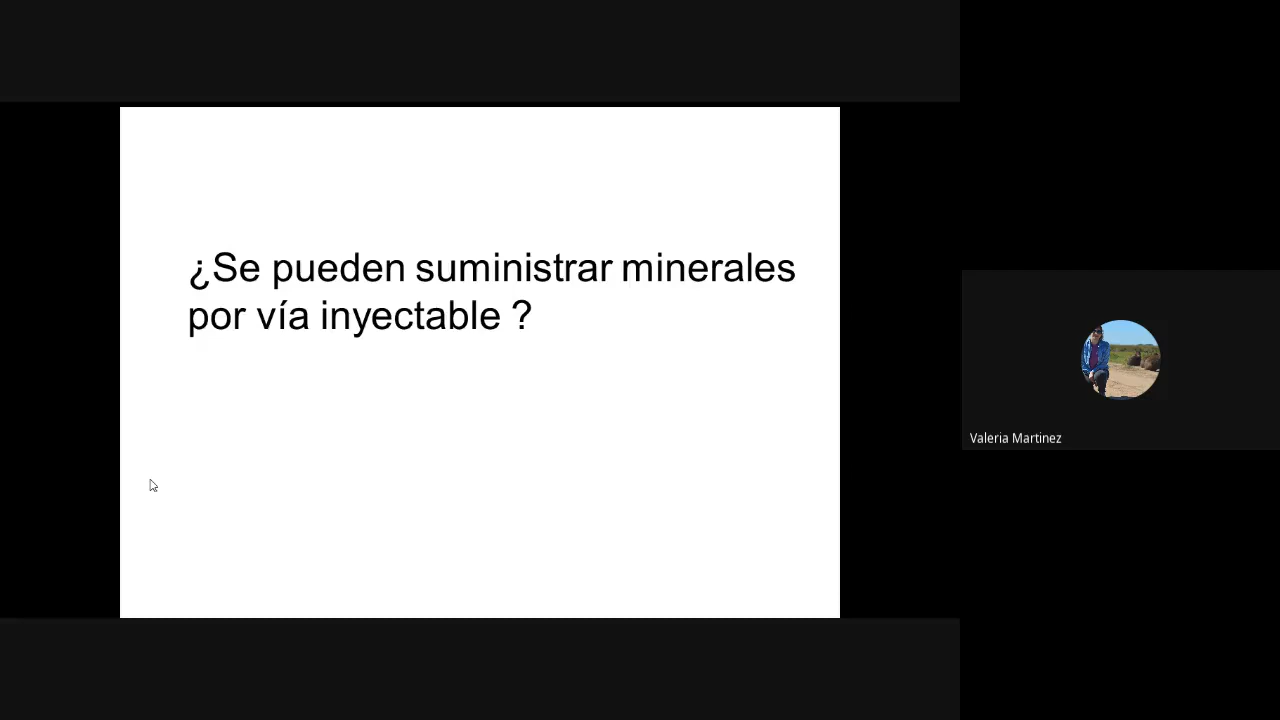 ¿Se pueden suministrar minerales
por vía inyectable ?
Valeria Martinez